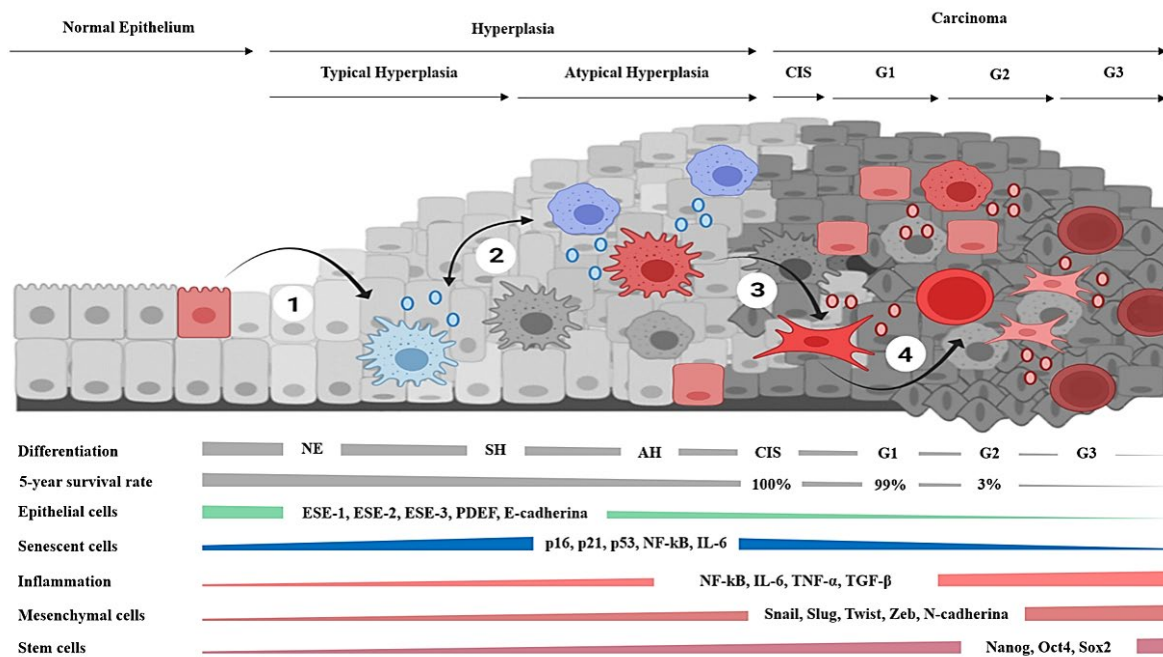 Normal Epithelium
Hyperplasia
Carcinoma
Typical Hyperplasia
Atypical Hyperplasia
CIS
G1
G2
G3
1
2
3
4
Differentiation NE SH AH CIS G1 G2 G3
5-year survival rate 100% 99% 3%
Epithelial cells ESE-1, ESE-2, ESE-3, PDEF, E-cadherina
Senescent cells p16, p21, p53, NF-kB, IL-6
Inflammation NF-kB, IL-6, TNF-α, TGF-β
Mesenchymal cells Snail, Slug, Twist, Zeb, N-cadherina
Stem cells Nanog, Oct4, Sox2